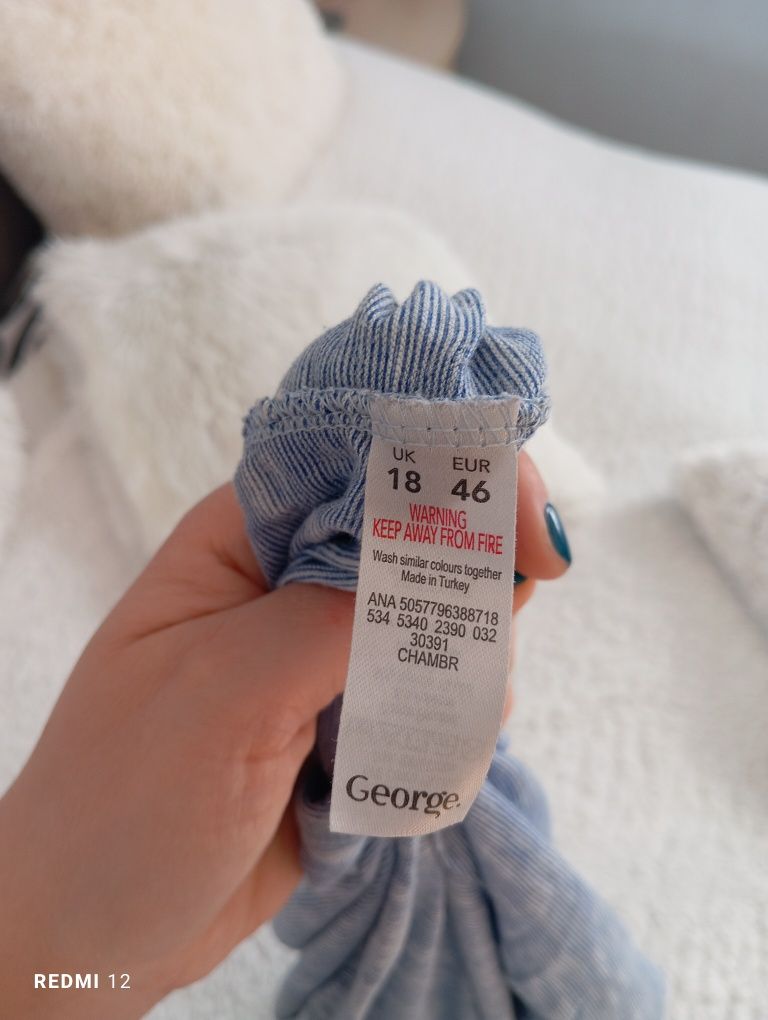 UK EUR
18 46
WARNING
KEEP AWAY FROM FIRE
Wash similar colours together
Made in Turkey
ANA 5057796388718
534 5340 2390 032
30391
CHAMBR
George.
REDMI 12